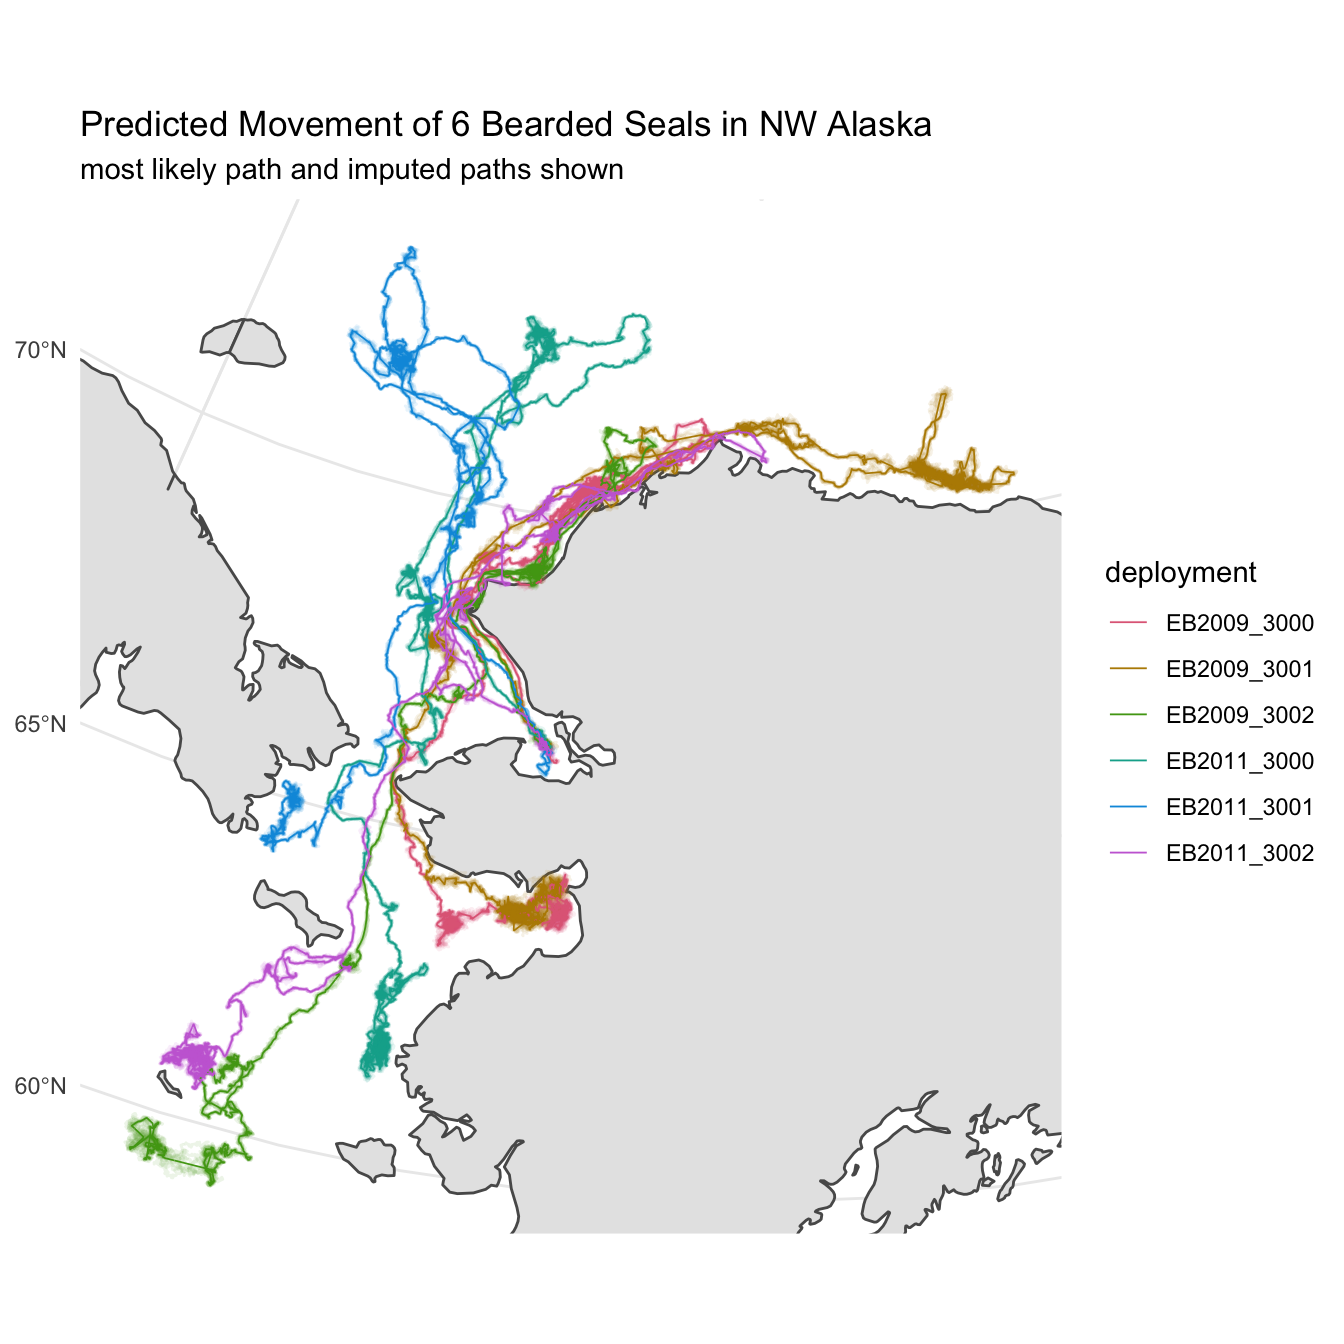 Predicted Movement of 6 Bearded Seals in NW Alaska
most likely path and imputed paths shown
70°N
65°N
60°N
deployment
EB2009_3000
EB2009_3001
EB2009_3002
EB2011_3000
EB2011_3001
EB2011_3002